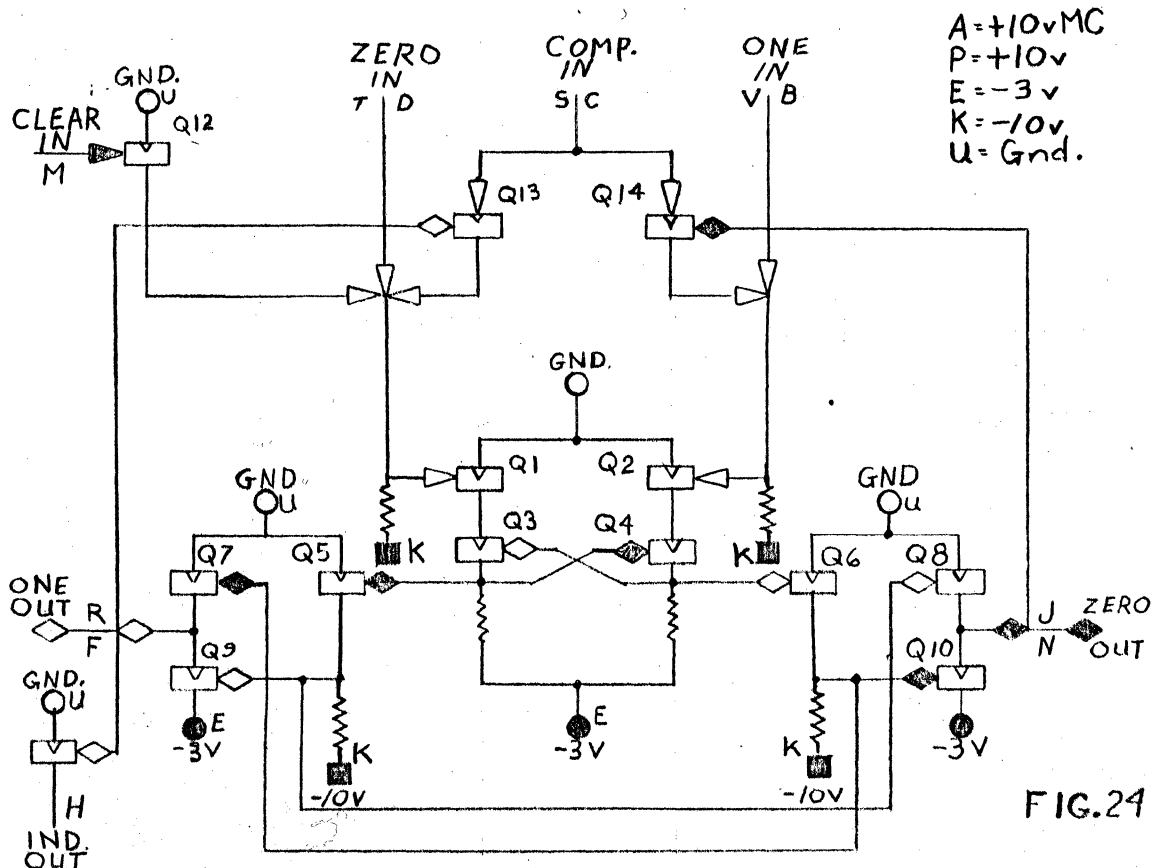 A=+10v MC
P=+10v
E=-3v
K=-10v
U=Gnd.
ZERO
IN
T D
COMP.
IN
S C
ONE
IN
V B
GND.
U
Q12
CLEAR
IN
M
Q13
Q14
GND.
Q1
Q2
Q3
Q4
K
K
GND
U
Q7
Q5
GND
U
Q6
Q8
ONE
OUT
R
F
Q9
E
-3V
K
-10V
E
-3V
J
N
ZERO
OUT
Q10
K
-10V
-3V
GND.
U
H
IND.
OUT
FIG.24